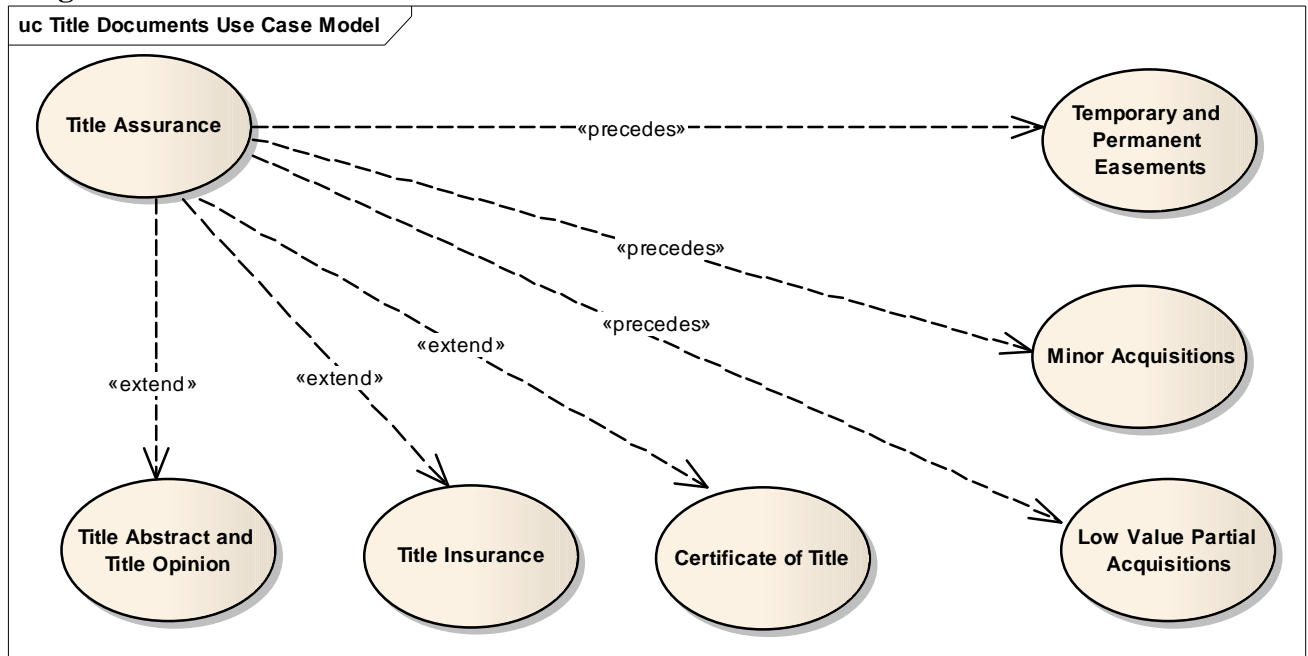 uc Title Documents Use Case Model
Title Assurance
«precedes»
Temporary and
Permanent
Easements
«precedes»
Minor Acquisitions
«precedes»
Low Value Partial
Acquisitions
«extend»
«extend»
«extend»
Title Abstract and
Title Opinion
Title Insurance
Certificate of Title